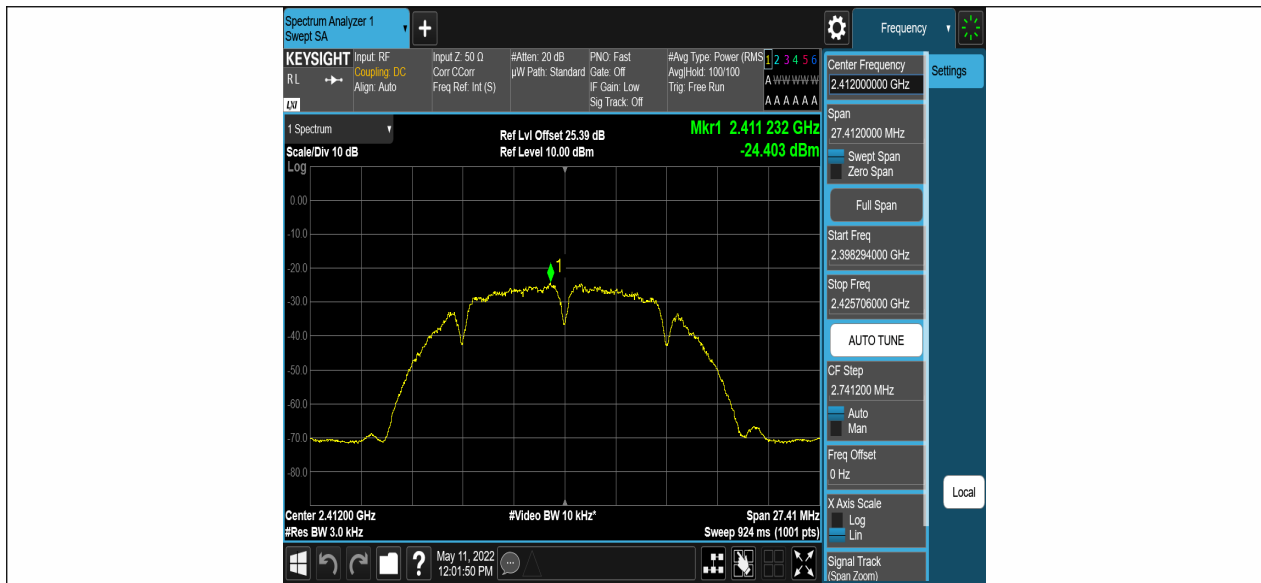 Spectrum Analyzer 1
Swept SA
+
Frequency
KEYSIGHT
RL
LXI
Input: RF
Coupling: DC
Align: Auto
Input Z: 50 Ω
Corr CCorr
Freq Ref: Int (S)
#Atten: 20 dB
µW Path: Standard
PNO: Fast
Gate: Off
IF Gain: Low
Sig Track: Off
#Avg Type: Power (RMS
Avg|Hold: 100/100
Trig: Free Run
1 2 3 4 5 6
A W W W W W
A A A A A A
1 Spectrum
Scale/Div 10 dB
Log
Ref Lvl Offset 25.39 dB
Ref Level 10.00 dBm
Mkr1 2.411 232 GHz
-24.403 dBm
0.00
-10.0
-20.0
-30.0
-40.0
-50.0
-60.0
-70.0
-80.0
1
Center 2.41200 GHz
#Res BW 3.0 kHz
#Video BW 10 kHz*
Span 27.41 MHz
Sweep 924 ms (1001 pts)
?
May 11, 2022
12:01:50 PM
Center Frequency
2.412000000 GHz
Settings
Span
27.4120000 MHz
Swept Span
Zero Span
Full Span
Start Freq
2.398294000 GHz
Stop Freq
2.425706000 GHz
AUTO TUNE
CF Step
2.741200 MHz
Auto
Man
Freq Offset
0 Hz
Local
X Axis Scale
Log
Lin
Signal Track
(Span Zoom)